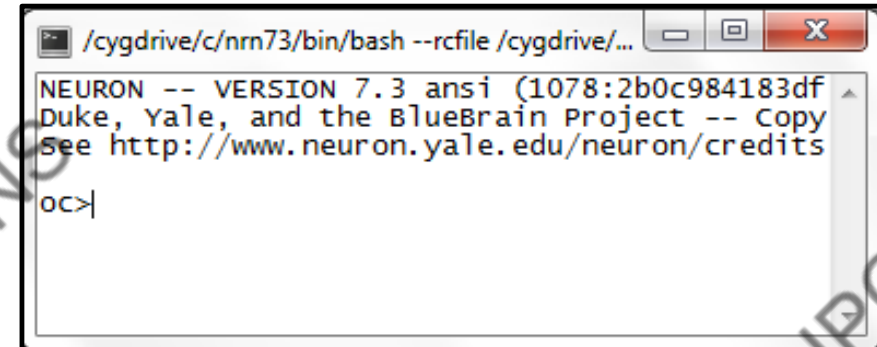 /cygdrive/c/nrn73/bin/bash --rcfile /cygdrive/...
NEURON -- VERSION 7.3 ansi (1078:2b0c984183df
Duke, Yale, and the BlueBrain Project -- Copy
See http://www.neuron.yale.edu/neuron/credits
oc>